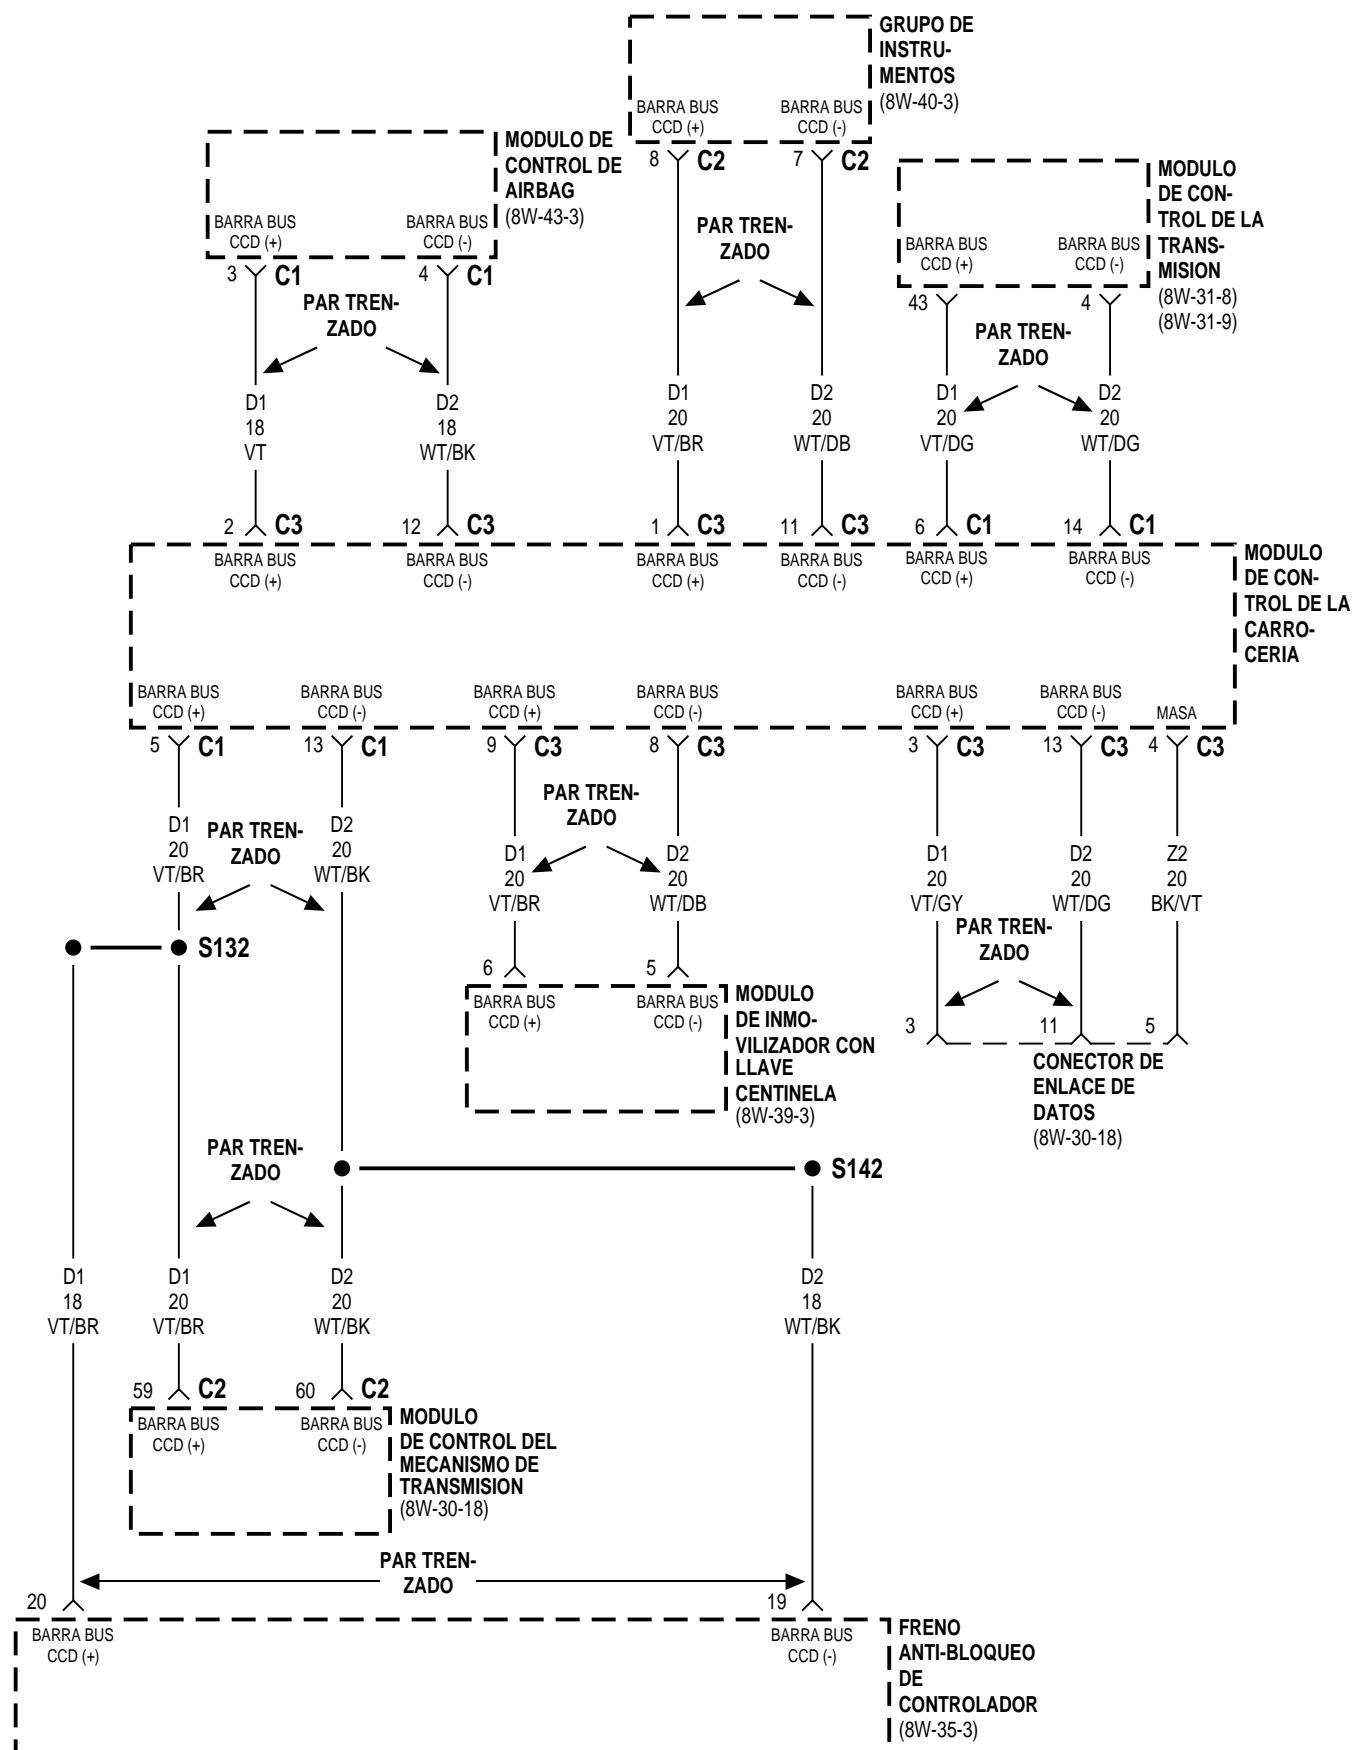 GRUPO DE
INSTRU-
MENTOS
(8W-40-3)
BARRA BUS
CCD (+)
BARRA BUS
CCD (-)
8
C2
7
C2
MODULO DE
CONTROL DE
AIRBAG
(8W-43-3)
BARRA BUS
CCD (+)
BARRA BUS
CCD (-)
3
C1
4
C1
MODULO
DE CON-
TROL DE LA
TRANS-
MISION
(8W-31-8)
(8W-31-9)
BARRA BUS
CCD (+)
BARRA BUS
CCD (-)
43
4
PAR TREN-
ZADO
PAR TREN-
ZADO
PAR TREN-
ZADO
D1
18
VT
D2
18
WT/BK
D1
20
VT/BR
D2
20
WT/DB
D1
20
VT/DG
D2
20
WT/DG
2
C3
12
C3
1
C3
11
C3
6
C1
14
C1
BARRA BUS
CCD (+)
BARRA BUS
CCD (-)
BARRA BUS
CCD (+)
BARRA BUS
CCD (-)
BARRA BUS
CCD (+)
BARRA BUS
CCD (-)
MODULO
DE CON-
TROL DE LA
CARRO-
CERIA
BARRA BUS
CCD (+)
BARRA BUS
CCD (-)
BARRA BUS
CCD (+)
BARRA BUS
CCD (-)
BARRA BUS
CCD (+)
BARRA BUS
CCD (-)
MASA
5
C1
13
C1
9
C3
8
C3
3
C3
13
C3
4
C3
D1
20
VT/BR
PAR TREN-
ZADO
D2
20
WT/BK
PAR TREN-
ZADO
D1
20
VT/BR
D2
20
WT/DB
D1
20
VT/GY
D2
20
WT/DG
Z2
20
BK/VT
PAR TREN-
ZADO
S132
6
5
BARRA BUS
CCD (+)
BARRA BUS
CCD (-)
MODULO
DE INMO-
VILIZADOR CON
LLAVE
CENTINELA
(8W-39-3)
3
11
5
CONECTOR DE
ENLACE DE
DATOS
(8W-30-18)
PAR TREN-
ZADO
S142
D1
18
VT/BR
D1
20
VT/BR
D2
20
WT/BK
D2
18
WT/BK
59
C2
60
C2
BARRA BUS
CCD (+)
BARRA BUS
CCD (-)
MODULO
DE CONTROL DEL
MECANISMO DE
TRANSMISION
(8W-30-18)
PAR TREN-
ZADO
20
19
BARRA BUS
CCD (+)
BARRA BUS
CCD (-)
FRENO
ANTI-BLOQUEO
DE
CONTROLADOR
(8W-35-3)